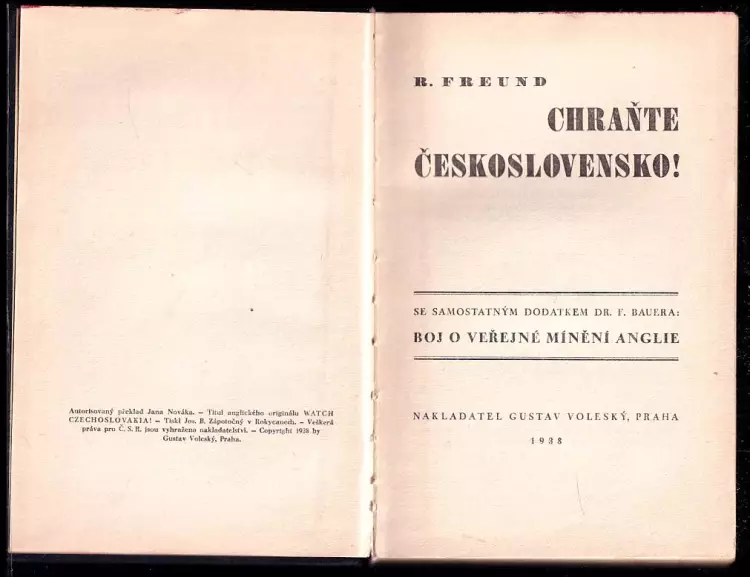 Autorisovaný překlad Jana Nováka. — Titul anglického originálu WATCH
CZECHOSLOVAKIA! — Tiskl Jos. B. Zápotočný v Rokycanech. — Veškerá
práva pro Č. S. R. jsou vyhražena nakladatelství. — Copyright 1938 by
Gustav Voleský, Praha.
R. FREUND
CHRAŇTE
ČESKOSLOVENSKO!
SE SAMOSTATNÝM DODATKEM DR. F. BAUERA:
BOJ O VEŘEJNÉ MÍNĚNÍ ANGLIE
NAKLADATEL GUSTAV VOLESKÝ, PRAHA
1938